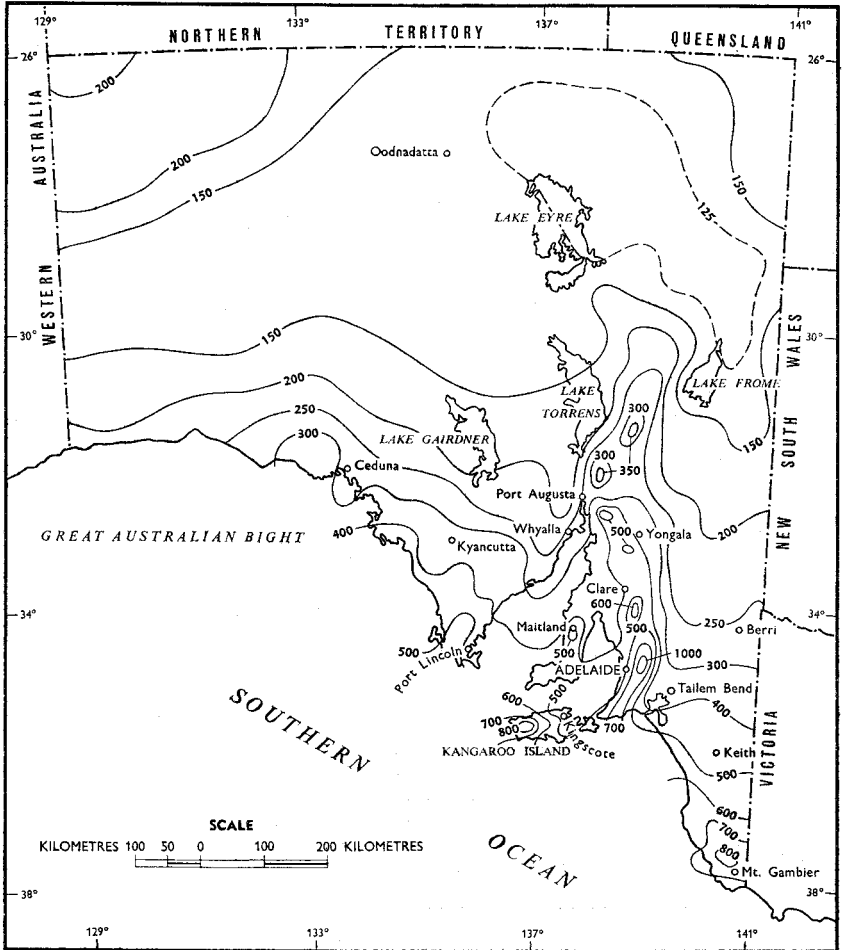 129° 133° 137° 141°
NORTHERN TERRITORY QUEENSLAND
26° 26°
200
AUSTRALIA
Oodnadatta
200
150
150
125
LAKE EYRE
WESTERN
30° 30°
150
WALES
LAKE FROME
LAKE
TORRENS
200
250
300
300
LAKE GAIRDNER
150
SOUTH
Ceduna
300
350
Port Augusta
400
Whyalla
500
Yongala
200
NEW
GREAT AUSTRALIAN BIGHT
Kyancutta
Clare
600
34° 34°
250
Berri
Maitland
500
500
500
Port Lincoln
1000
300
ADELAIDE
Tailem Bend
400
600
500
700
800
Kingscote
700
KANGAROO ISLAND
VICTORIA
Keith
500
SOUTHERN
600
700
800
SCALE
KILOMETRES 100 50 0 100 200 KILOMETRES
OCEAN
Mt. Gambier
38° 38°
129° 133° 137° 141°